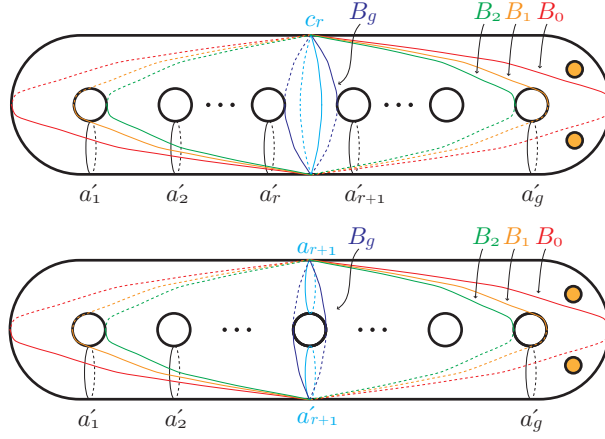 c_r B_g B_2 B_1 B_0
a'_1 a'_2 a'_r a'_{r+1} a'_g
a_{r+1} B_g B_2 B_1 B_0
a'_1 a'_2 a'_{r+1} a'_g